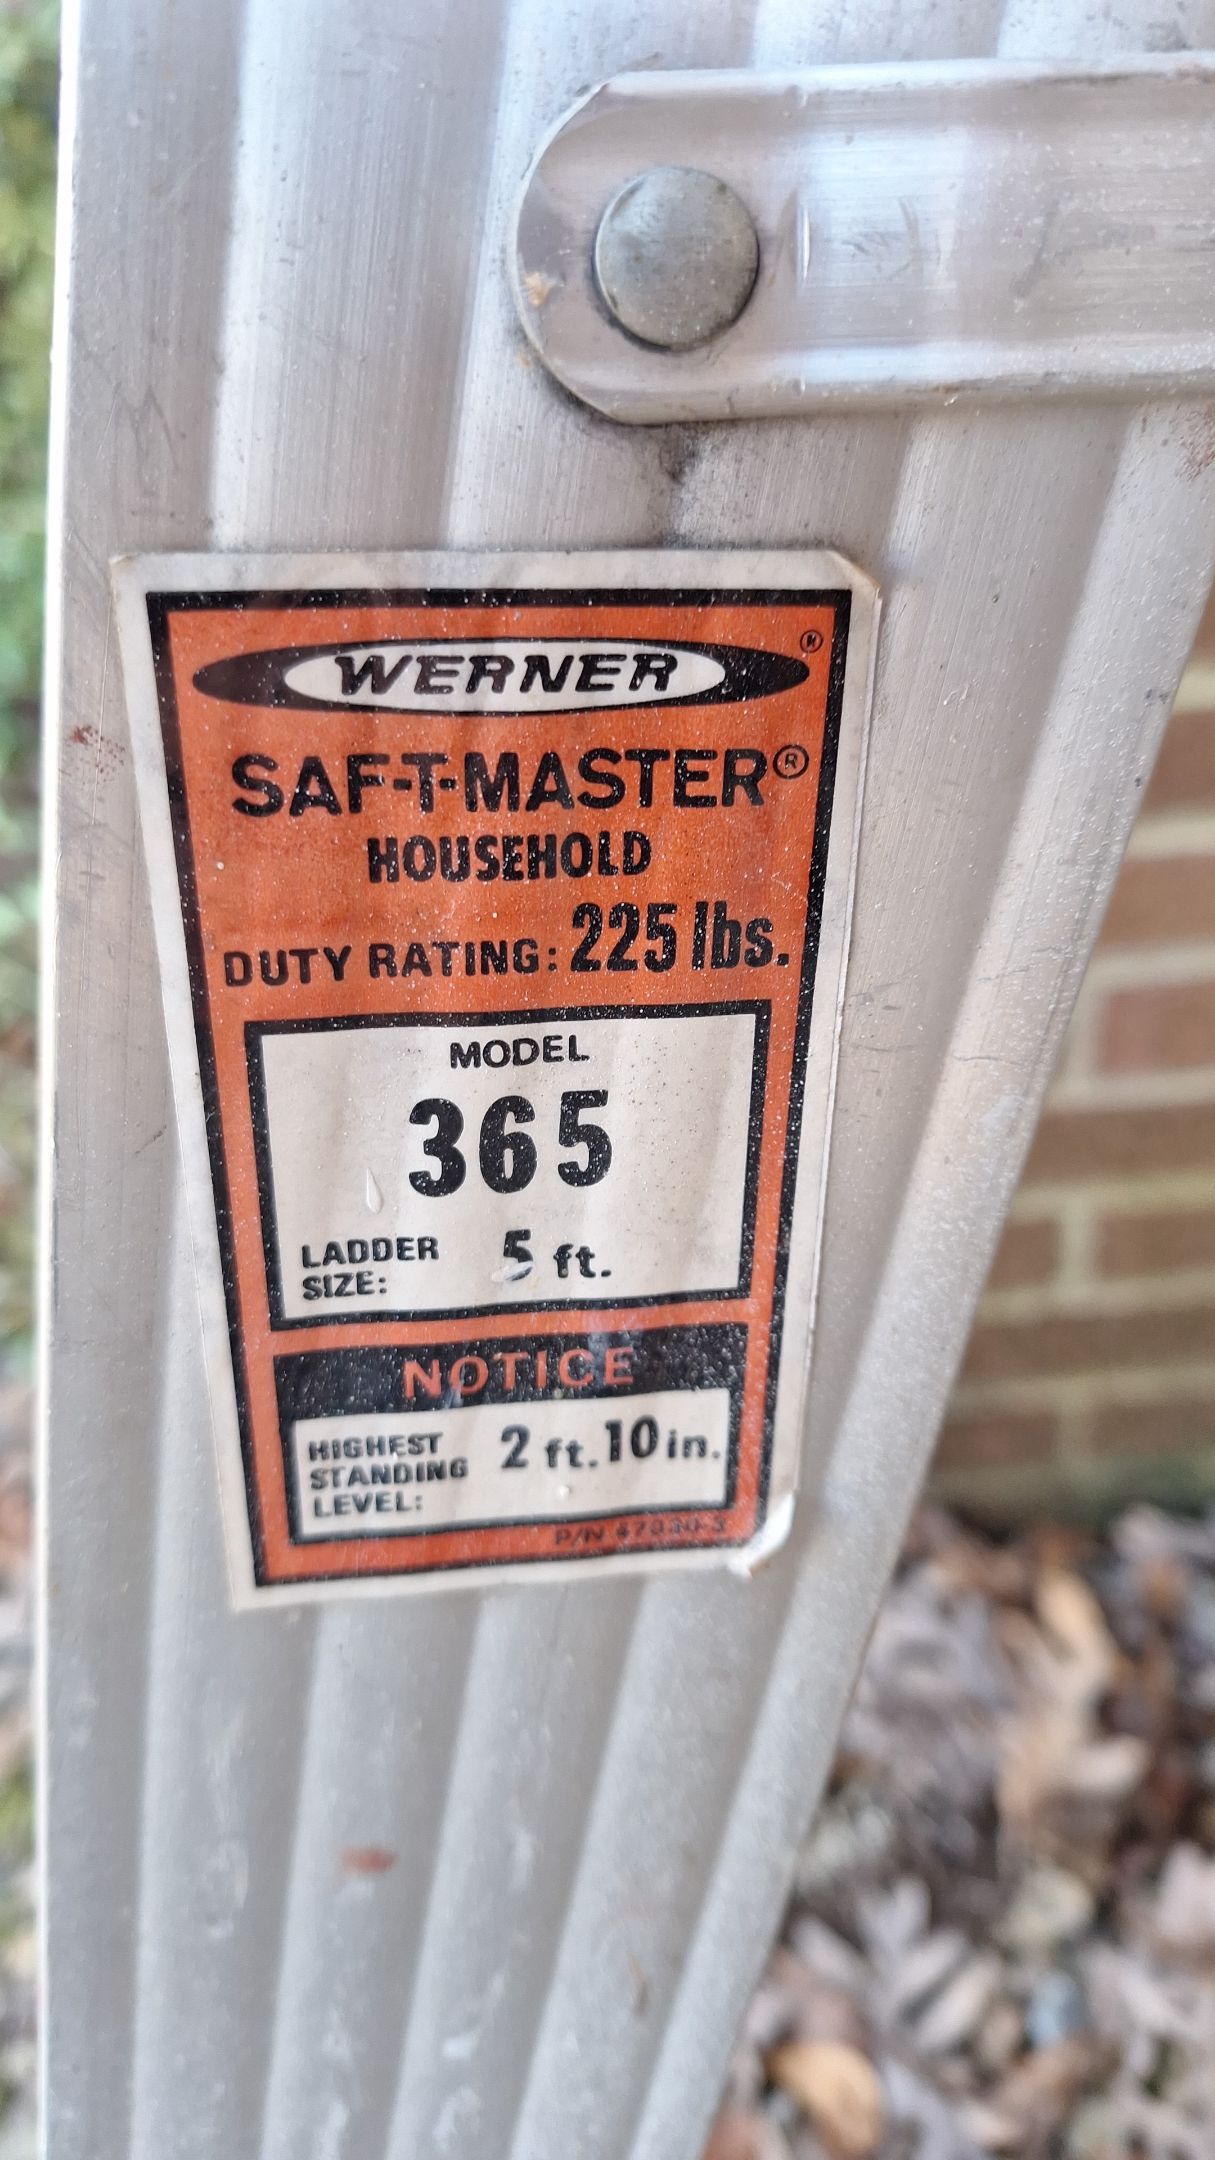 WERNER®
SAF-T-MASTER®
HOUSEHOLD
DUTY RATING: 225 lbs.
MODEL
365
LADDER SIZE: 5 ft.
NOTICE
HIGHEST STANDING LEVEL: 2 ft. 10 in.
P/N